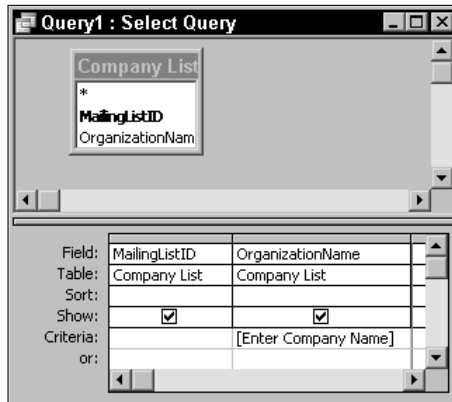 Query1 : Select Query
Company List
*
MailingListID
OrganizationNam
Field: MailingListID OrganizationName
Table: Company List Company List
Sort:
Show:
Criteria: [Enter Company Name]
or: